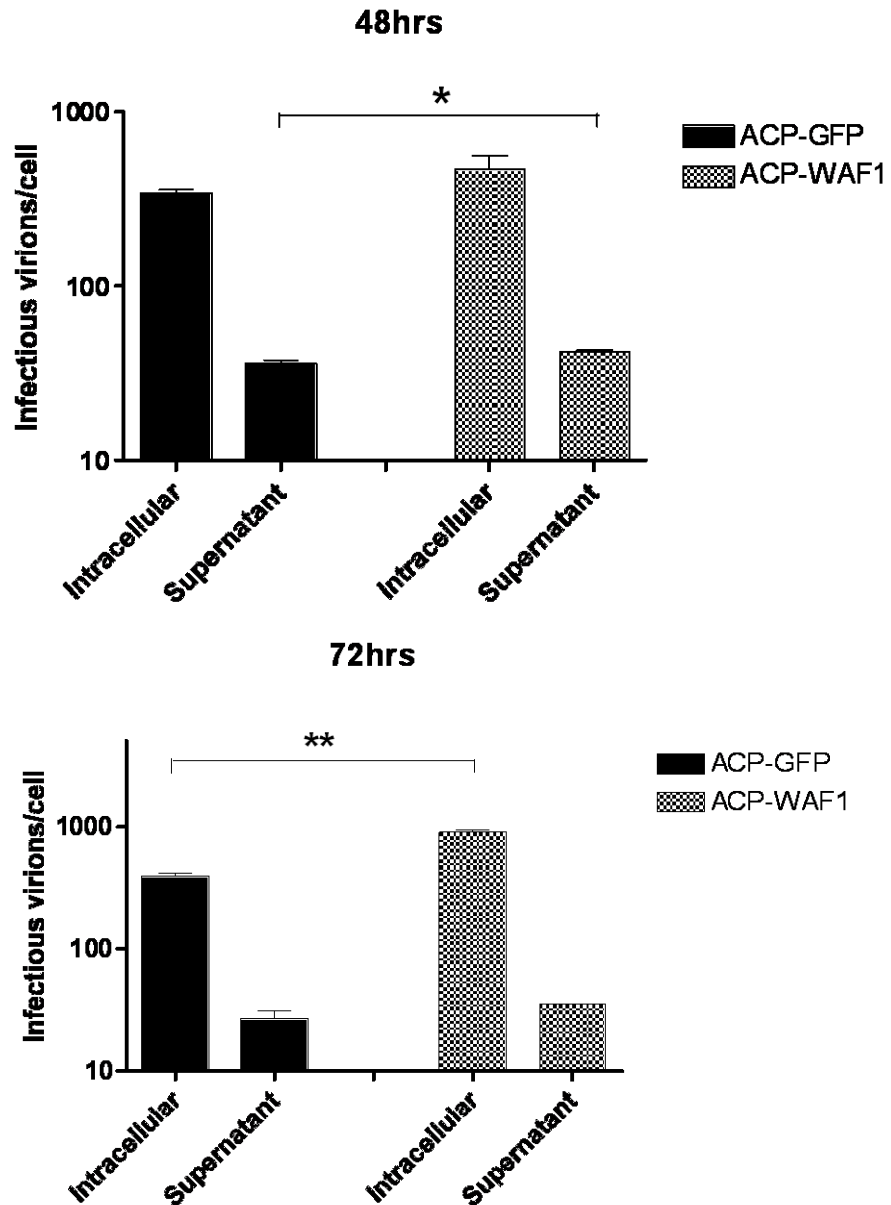 48hrs
*
1000
100
10
Infectious virions/cell
ACP-GFP
ACP-WAF1
Intracellular
Supernatant
Intracellular
Supernatant
72hrs
**
1000
100
10
Infectious virions/cell
ACP-GFP
ACP-WAF1
Intracellular
Supernatant
Intracellular
Supernatant